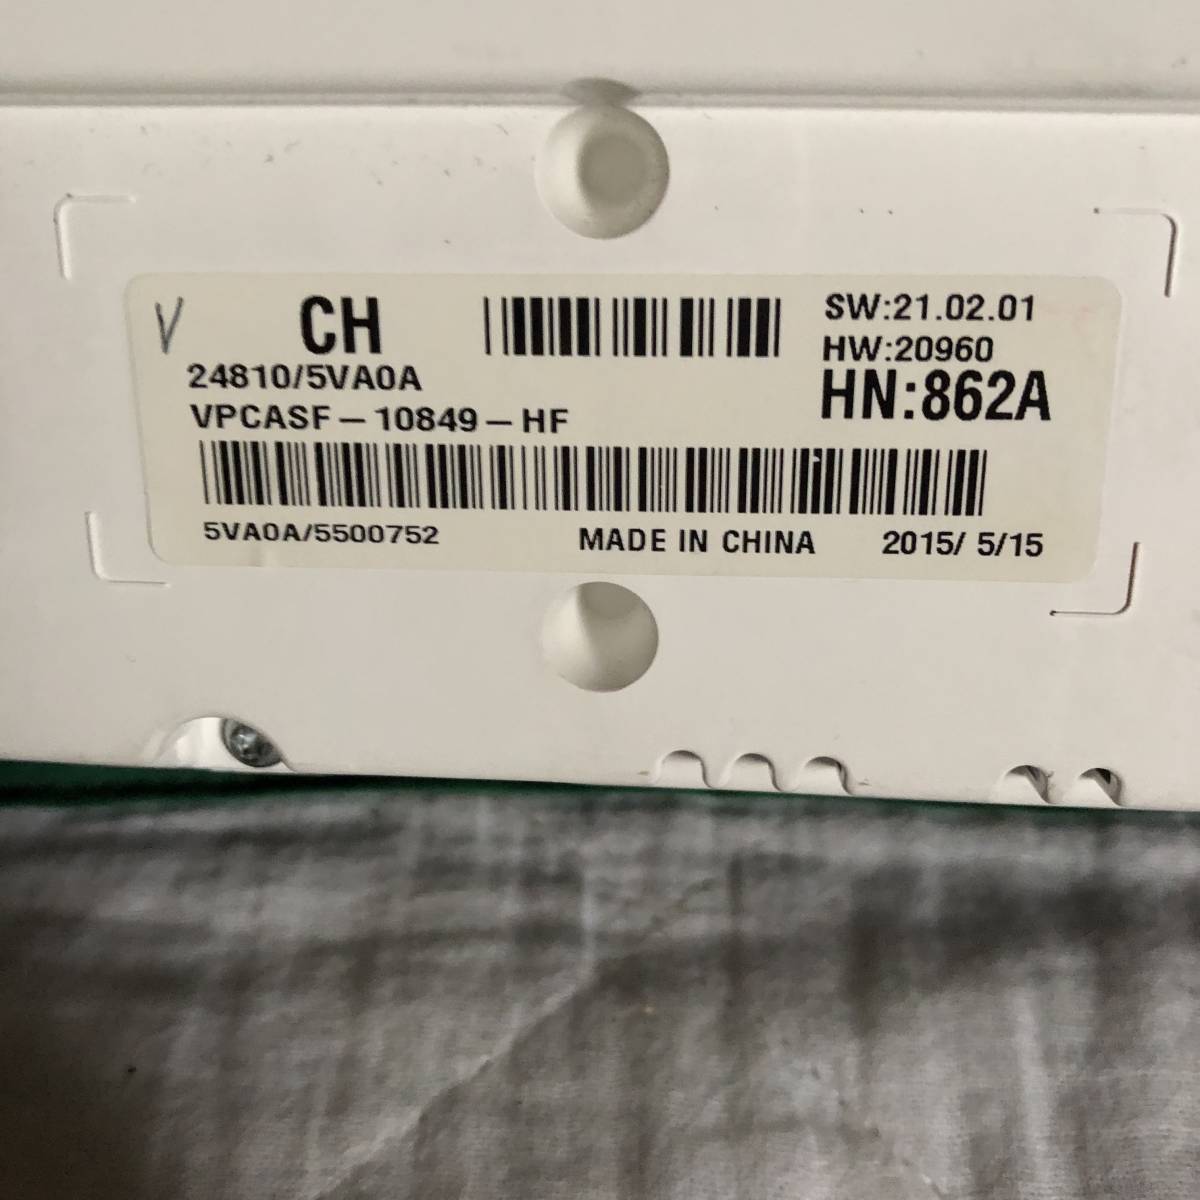 V CH SW:21.02.01
24810/5VA0A HW:20960
VPCASF-10849-HF HN:862A
5VA0A/5500752 MADE IN CHINA 2015/ 5/15